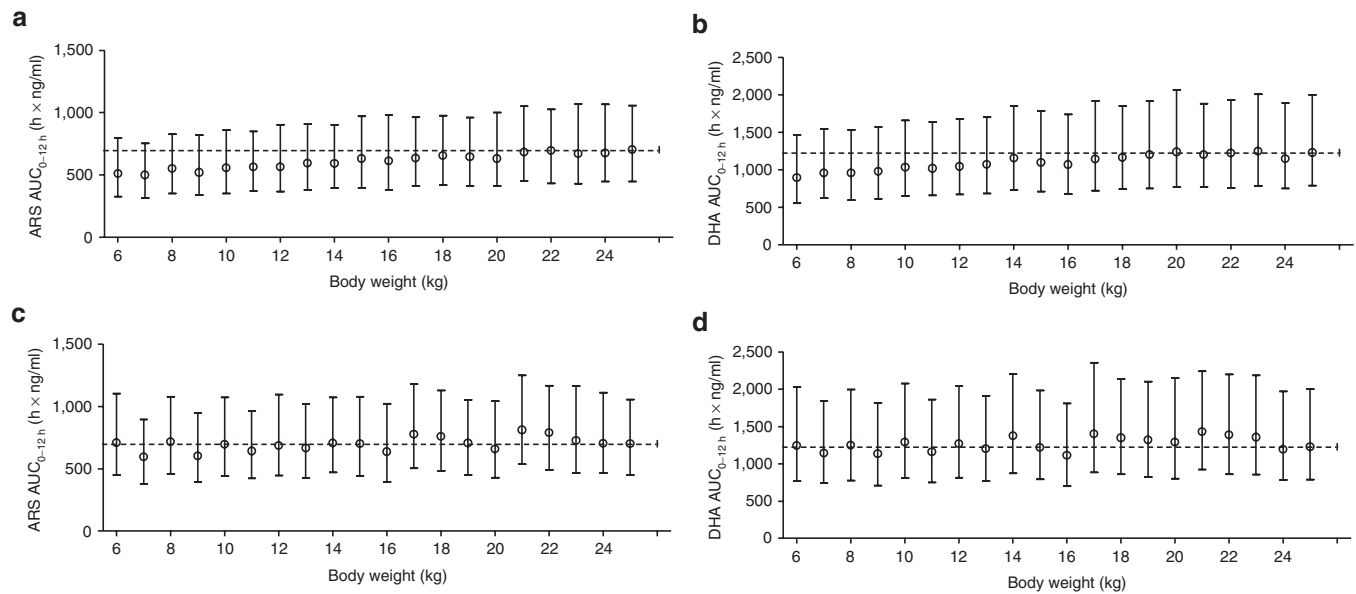 a
ARS AUC0–12 h (h × ng/ml)
1,500
1,000
500
0
6 8 10 12 14 16 18 20 22 24
Body weight (kg)
b
DHA AUC0–12 h (h × ng/ml)
2,500
2,000
1,500
1,000
500
0
6 8 10 12 14 16 18 20 22 24
Body weight (kg)
c
ARS AUC0–12 h (h × ng/ml)
1,500
1,000
500
0
6 8 10 12 14 16 18 20 22 24
Body weight (kg)
d
DHA AUC0–12 h (h × ng/ml)
2,500
2,000
1,500
1,000
500
0
6 8 10 12 14 16 18 20 22 24
Body weight (kg)